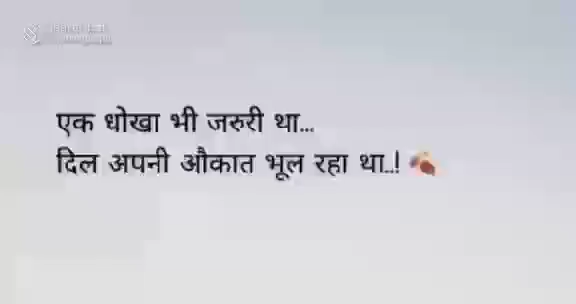 एक धोखा भी जरुरी था...
दिल अपनी औकात भूल रहा था..!